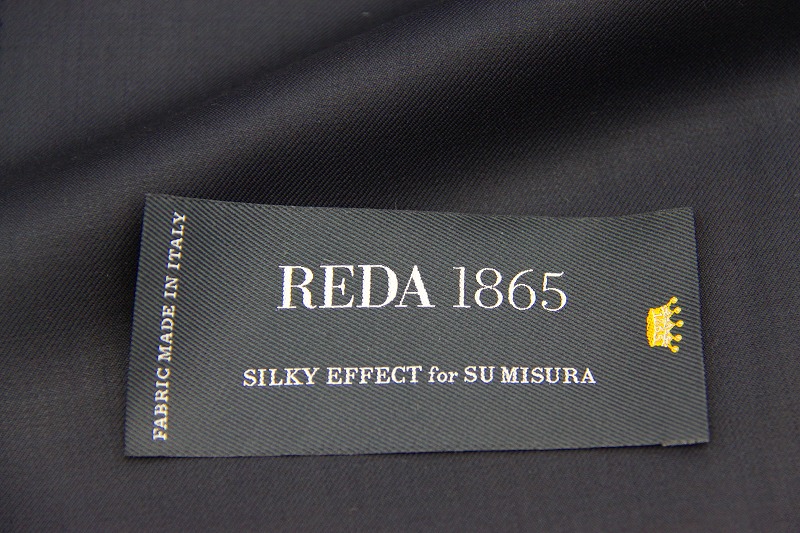 FABRIC MADE IN ITALY
REDA 1865
SILKY EFFECT for SU MISURA